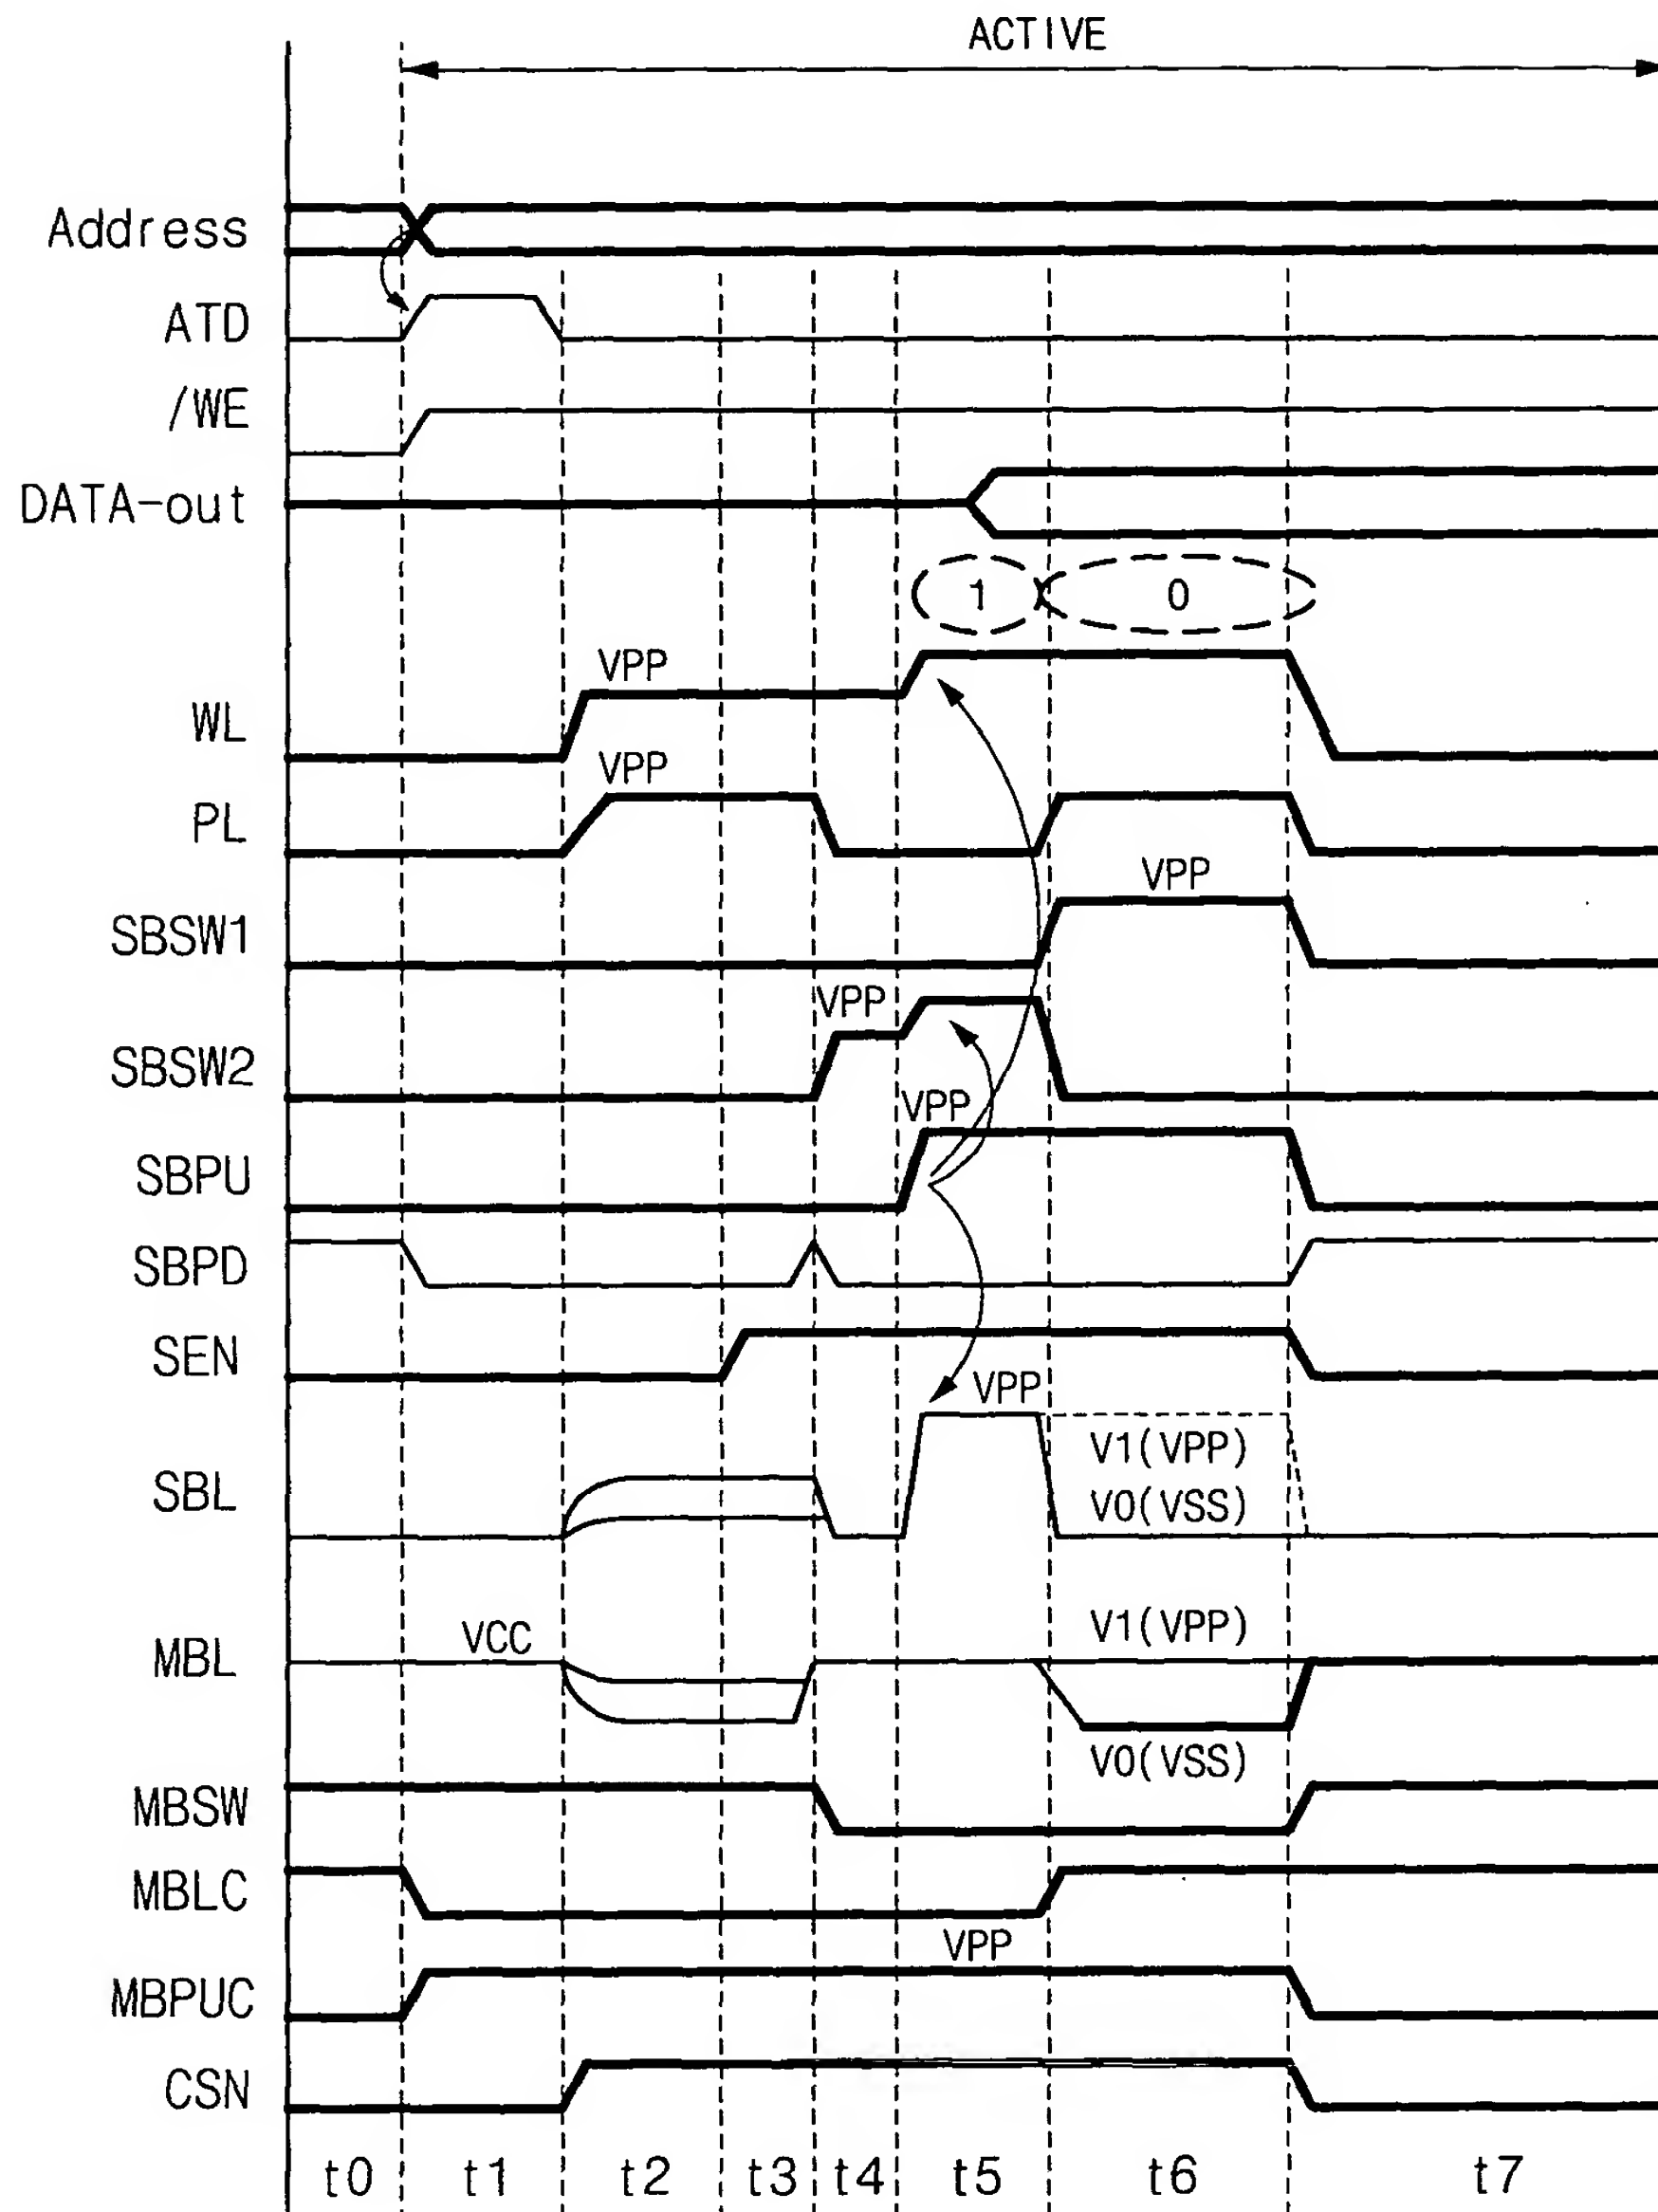 ACTIVE
Address
ATD
/WE
DATA-out
1 0
VPP
WL
VPP
PL
VPP
SBSW1
VPP
SBSW2
VPP
SBPU
SBPD
SEN
VPP
V1(VPP)
SBL
V0(VSS)
V1(VPP)
VCC
MBL
V0(VSS)
MBSW
MBLC
VPP
MBPUC
CSN
t0 t1 t2 t3 t4 t5 t6 t7